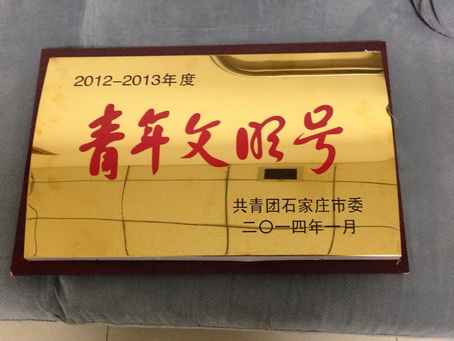 2012-2013年度
青年文明号
共青团石家庄市委
二〇一四年一月